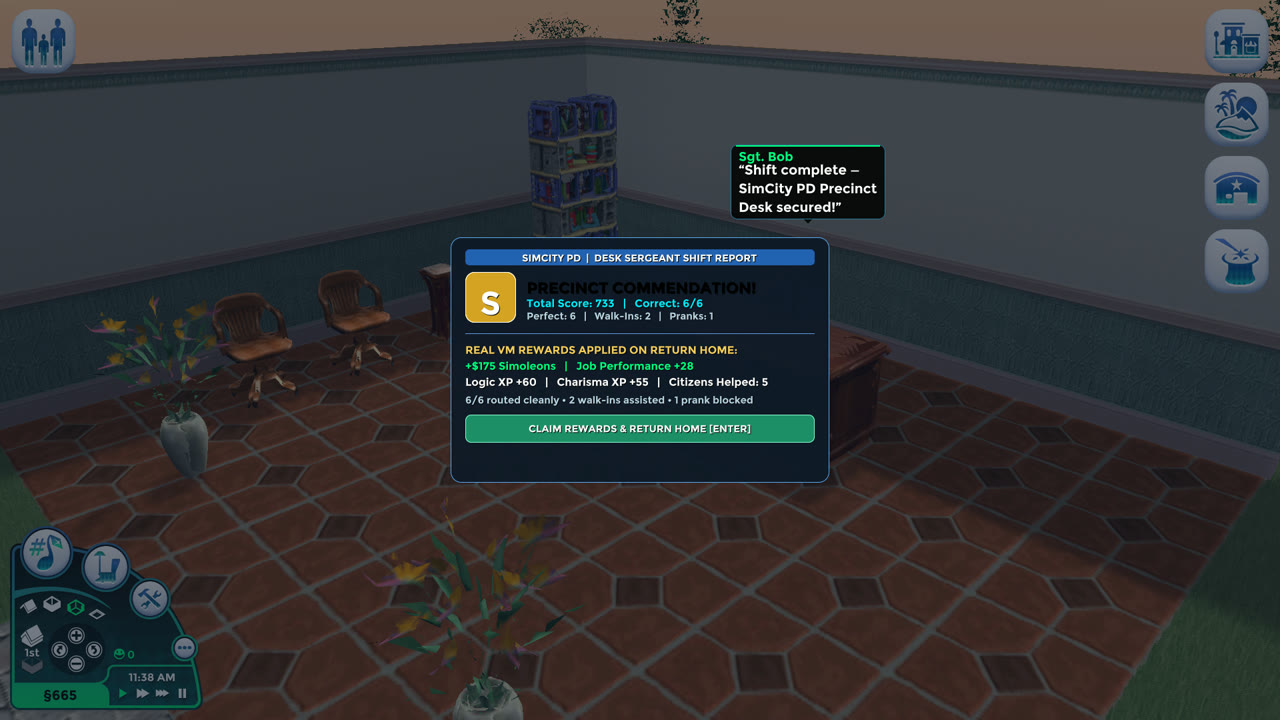 Sgt. Bob
“Shift complete –
SimCity PD Precinct
Desk secured!”
SIMCITY PD | DESK SERGEANT SHIFT REPORT
S
PRECINCT COMMENDATION!
Total Score: 733 | Correct: 6/6
Perfect: 6 | Walk-Ins: 2 | Pranks: 1
REAL VM REWARDS APPLIED ON RETURN HOME:
+$175 Simoleons | Job Performance +28
Logic XP +60 | Charisma XP +55 | Citizens Helped: 5
6/6 routed cleanly • 2 walk-ins assisted • 1 prank blocked
CLAIM REWARDS & RETURN HOME [ENTER]
1st
0
11:38 AM
§665